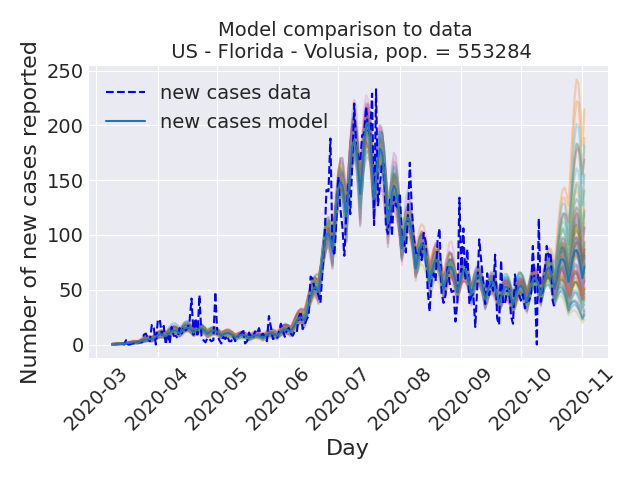 Model comparison to data
US - Florida - Volusia, pop. = 553284
Number of new cases reported
250
200
150
100
50
0
new cases data
new cases model
2020-03
2020-04
2020-05
2020-06
2020-07
2020-08
2020-09
2020-10
2020-11
Day